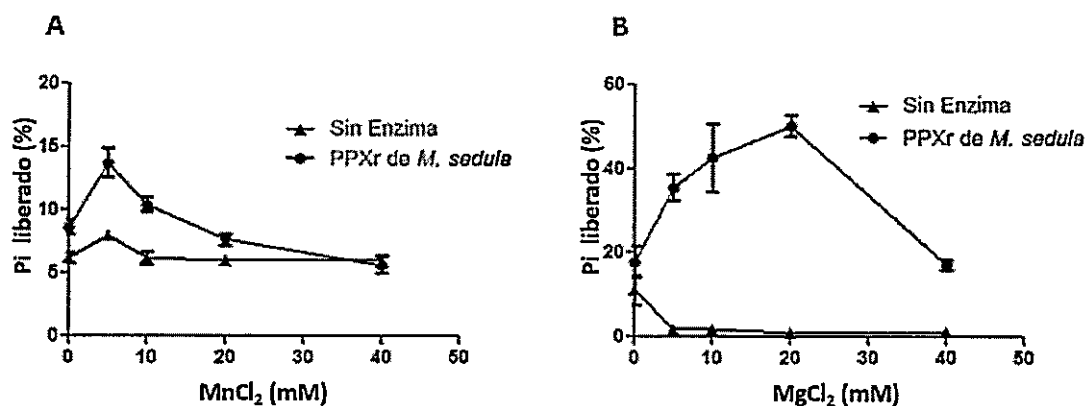 A
Pi liberado (%)
20
15
10
5
0
0 10 20 30 40 50
MnCl₂ (mM)
Sin Enzima
PPXr de M. sedula
B
Pi liberado (%)
60
40
20
0
0 10 20 30 40 50
MgCl₂ (mM)
Sin Enzima
PPXr de M. sedula